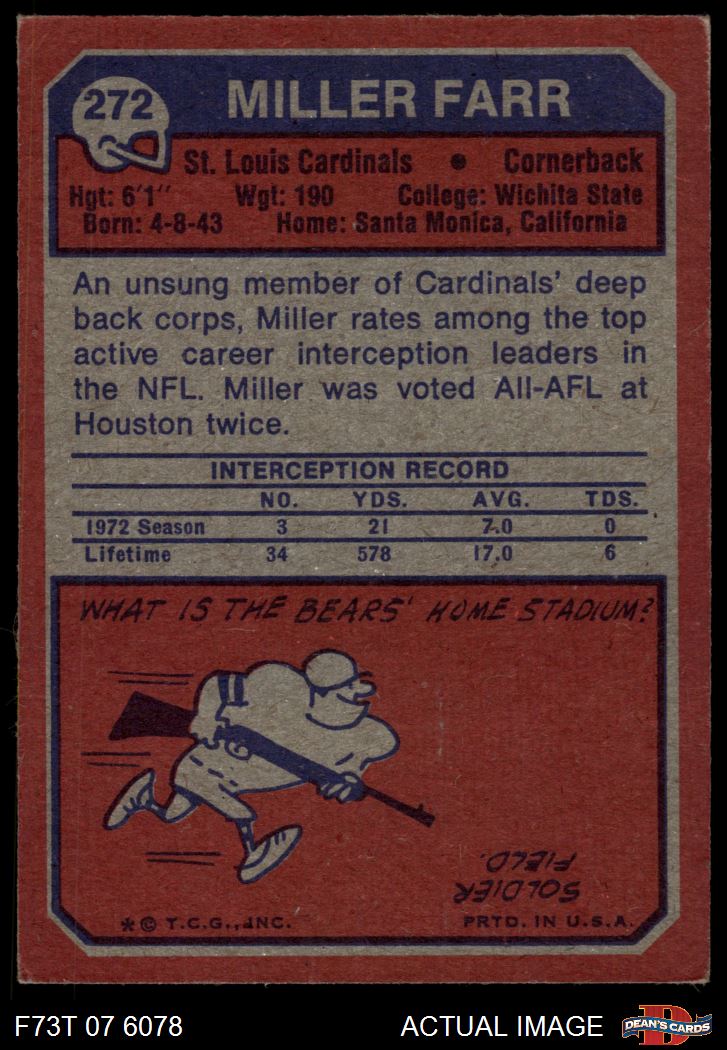 272
MILLER FARR
St. Louis Cardinals • Cornerback
Hgt: 6'1" Wgt: 190 College: Wichita State
Born: 4-8-43 Home: Santa Monica, California
An unsung member of Cardinals' deep
back corps, Miller rates among the top
active career interception leaders in
the NFL. Miller was voted All-AFL at
Houston twice.
INTERCEPTION RECORD
NO. YDS. AVG. TDS.
1972 Season 3 21 7.0 0
Lifetime 34 578 17.0 6
WHAT IS THE BEARS' HOME STADIUM?
SOLDIER
FIELD.
* © T.C.G., INC. PRTD. IN U.S.A.
F73T 07 6078 ACTUAL IMAGE
D
DEAN'S CARDS